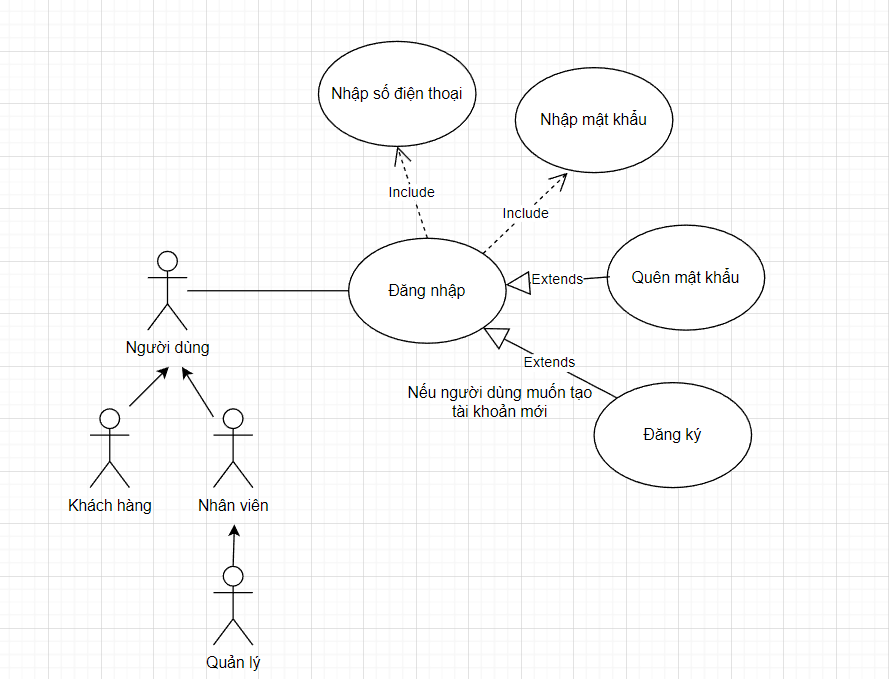 Nhập số điện thoại
Nhập mật khẩu
Include
Include
Đăng nhập
Extends
Quên mật khẩu
Người dùng
Extends
Nếu người dùng muốn tạo
tài khoản mới
Đăng ký
Khách hàng
Nhân viên
Quản lý